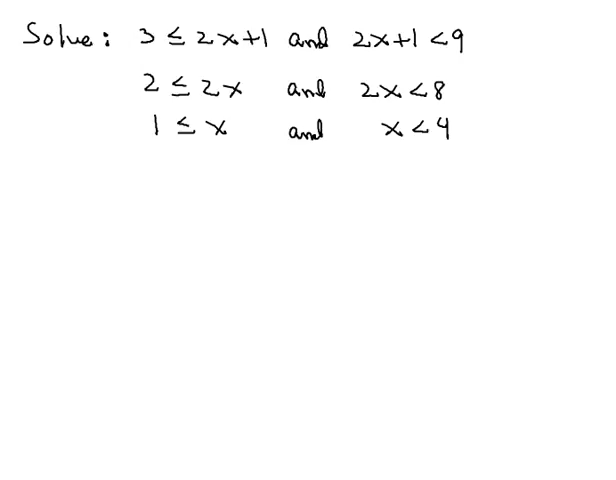 Solve: 3 ≤ 2x+1 and 2x+1 < 9
2 ≤ 2x and 2x < 8
1 ≤ x and x < 4